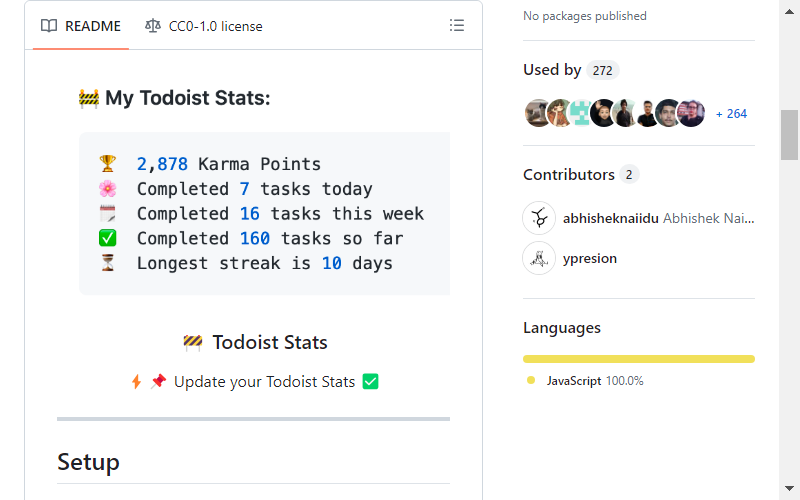 README
CC0-1.0 license
My Todoist Stats:
2,878 Karma Points
Completed 7 tasks today
Completed 16 tasks this week
Completed 160 tasks so far
Longest streak is 10 days
Todoist Stats
Update your Todoist Stats
Setup
No packages published
Used by 272
+ 264
Contributors 2
abhisheknaiidu Abhishek Nai...
ypresion
Languages
JavaScript 100.0%